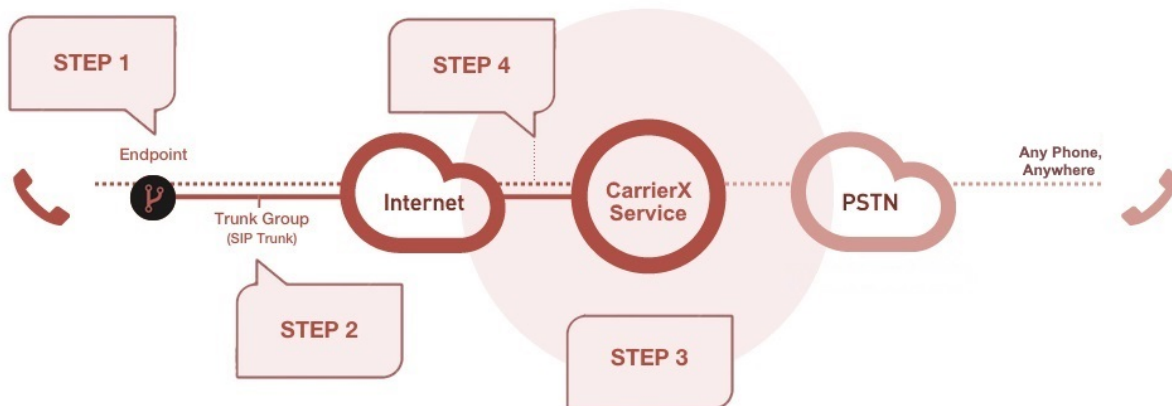 STEP 1
STEP 4
Endpoint
Any Phone,
Anywhere
Internet
CarrierX
Service
PSTN
Trunk Group
(SIP Trunk)
STEP 2
STEP 3